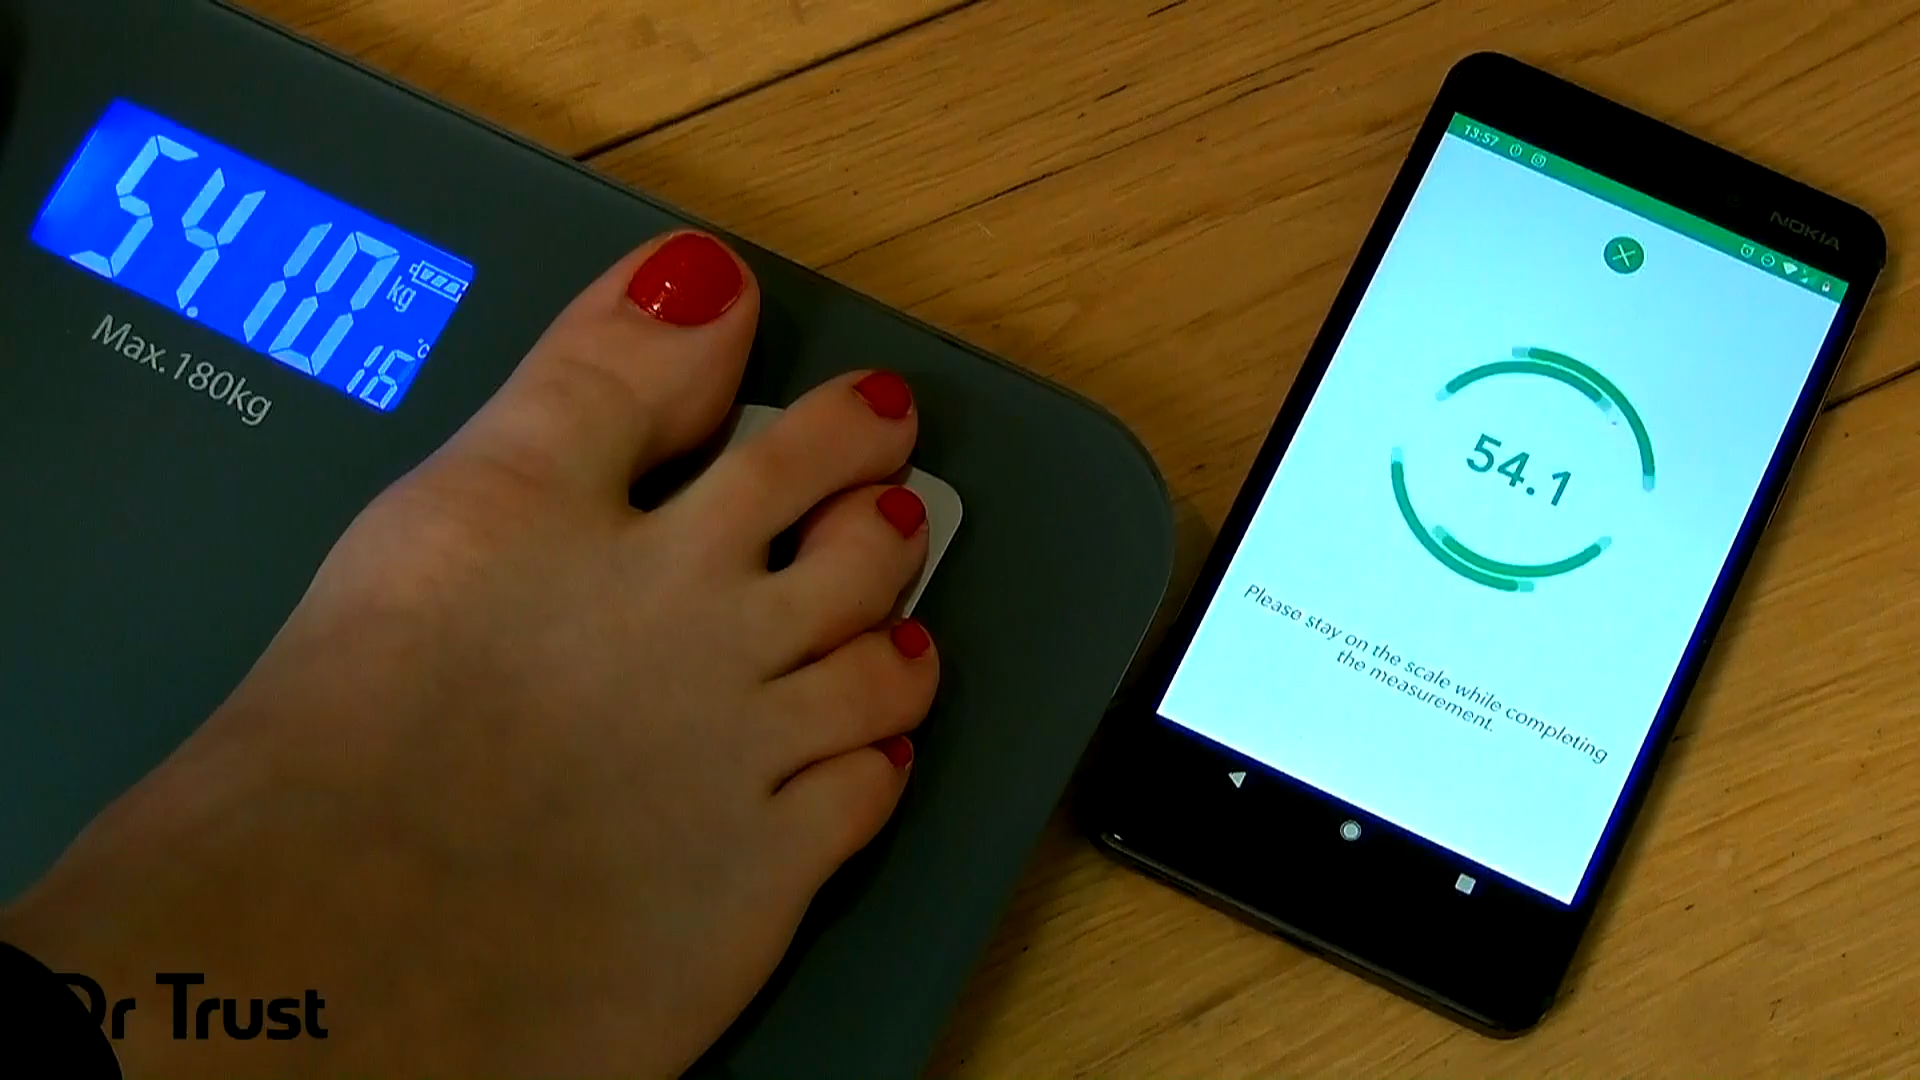 54.10 kg
°C
16
Max.180kg
13:57
NOKIA
54.1
Please stay on the scale while completing
the measurement.
Dr Trust